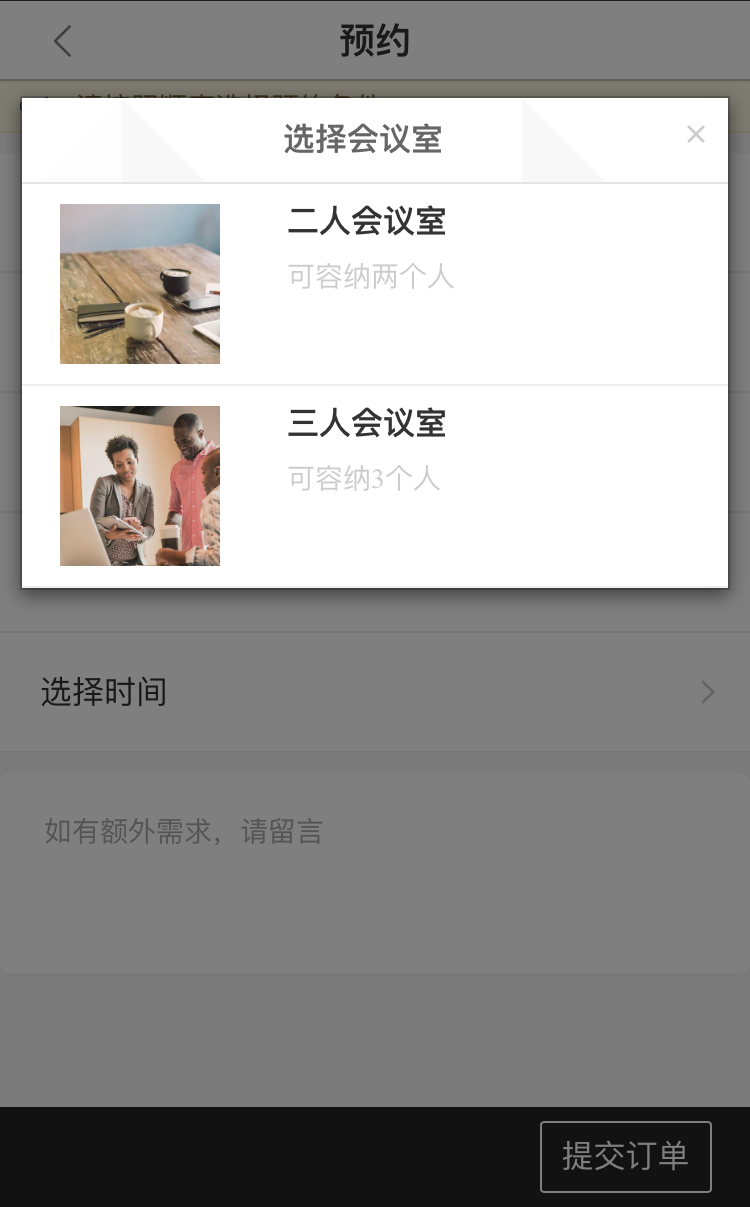 预约
选择会议室
×
二人会议室
可容纳两个人
三人会议室
可容纳3个人
选择时间
如有额外需求，请留言
提交订单